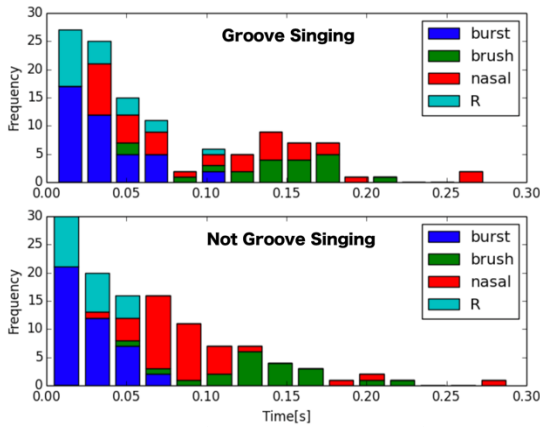 Groove Singing
burst
brush
nasal
R
Frequency
30
25
20
15
10
5
0
0.00 0.05 0.10 0.15 0.20 0.25 0.30
Not Groove Singing
burst
brush
nasal
R
Frequency
30
25
20
15
10
5
0
0.00 0.05 0.10 0.15 0.20 0.25 0.30
Time[s]